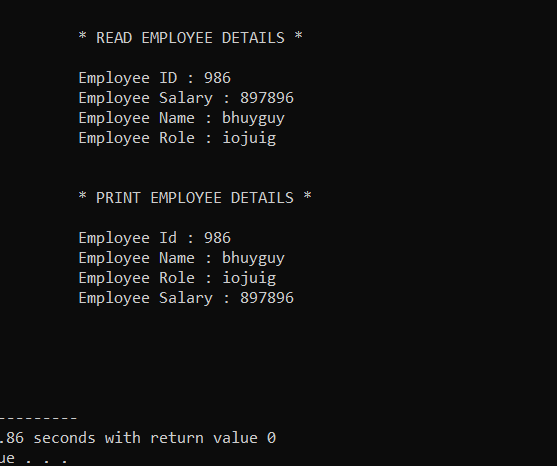 * READ EMPLOYEE DETAILS *
Employee ID : 986
Employee Salary : 897896
Employee Name : bhuyguy
Employee Role : iojuig
* PRINT EMPLOYEE DETAILS *
Employee Id : 986
Employee Name : bhuyguy
Employee Role : iojuig
Employee Salary : 897896
---------
.86 seconds with return value 0
ue . . .